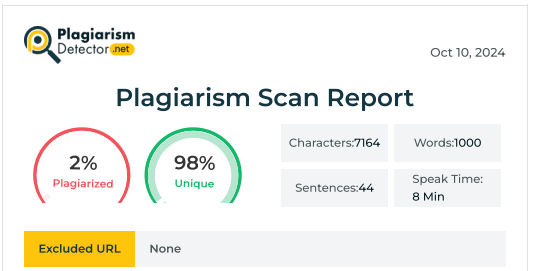 Plagiarism
Detector.net
Oct 10, 2024
Plagiarism Scan Report
2%
Plagiarized
98%
Unique
Characters:7164
Words:1000
Sentences:44
Speak Time:
8 Min
Excluded URL
None